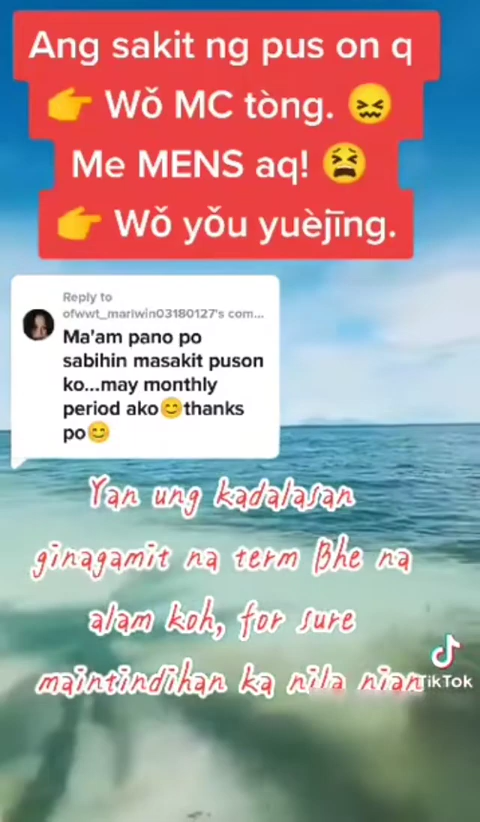 Ang sakit ng pus on q
👉 Wǒ MC tòng. 😖
Me MENS aq! 😫
👉 Wǒ yǒu yuèjīng.
Reply to
ofwwt_mariwin03180127's com...
Ma'am pano po
sabihin masakit puson
ko...may monthly
period ako😊thanks
po😊
Yan ung kadalasan
ginagamit na term Bhe na
alam koh, for sure
maintindihan ka nila nian
TikTok